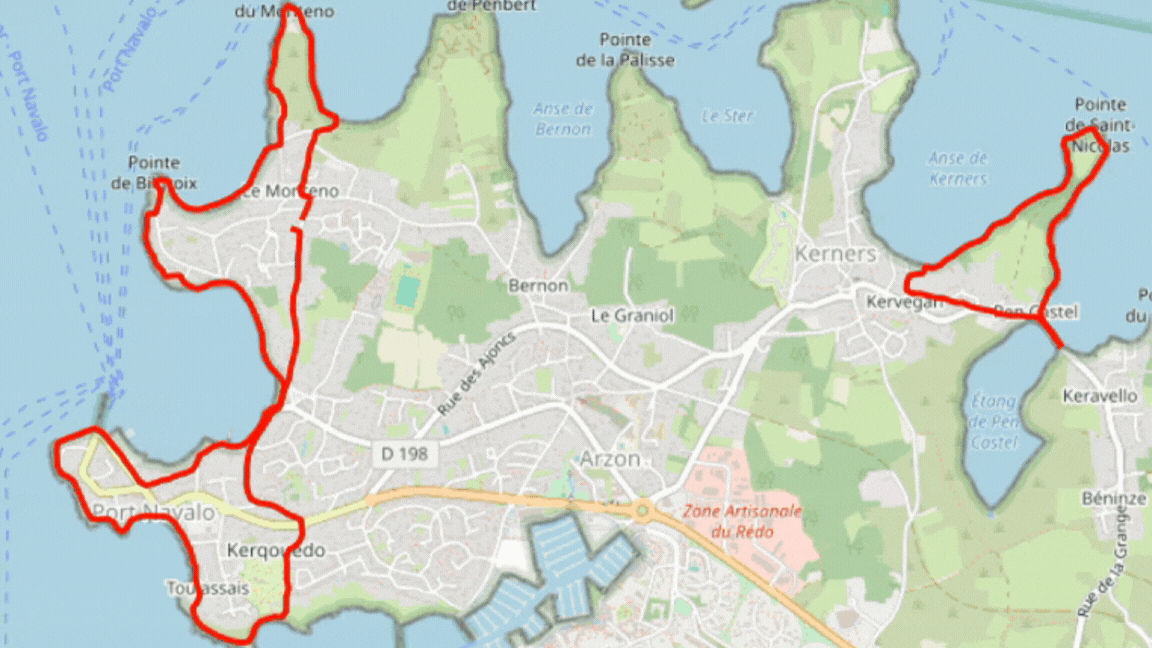 du Monteno
de Penbert
Port Navalo
Port Navalo
Pointe
de la Palisse
Anse de
Bernon
Le Ster
Pointe
de Saint-
Nicolas
Pointe
de Bilgroix
Anse de
Kerners
Le Monteno
Kerners
Bernon
Kervegan
Pen Castel
Le Graniol
du
Rue des Ajoncs
Keravello
Étang
de Pen
Castel
D 198
Arzon
Béninze
Port Navalo
Zone Artisanale
du Redo
Kerqouedo
Toulassais
Rue de la Grange